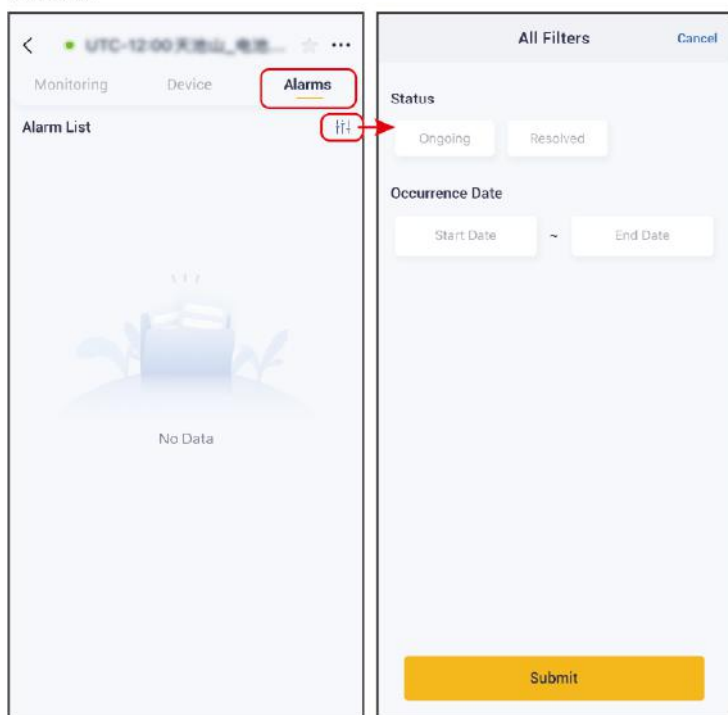 UTC-12:00天池山_电池...
Monitoring Device Alarms
Alarm List
No Data
All Filters Cancel
Status
Ongoing Resolved
Occurrence Date
Start Date ~ End Date
Submit